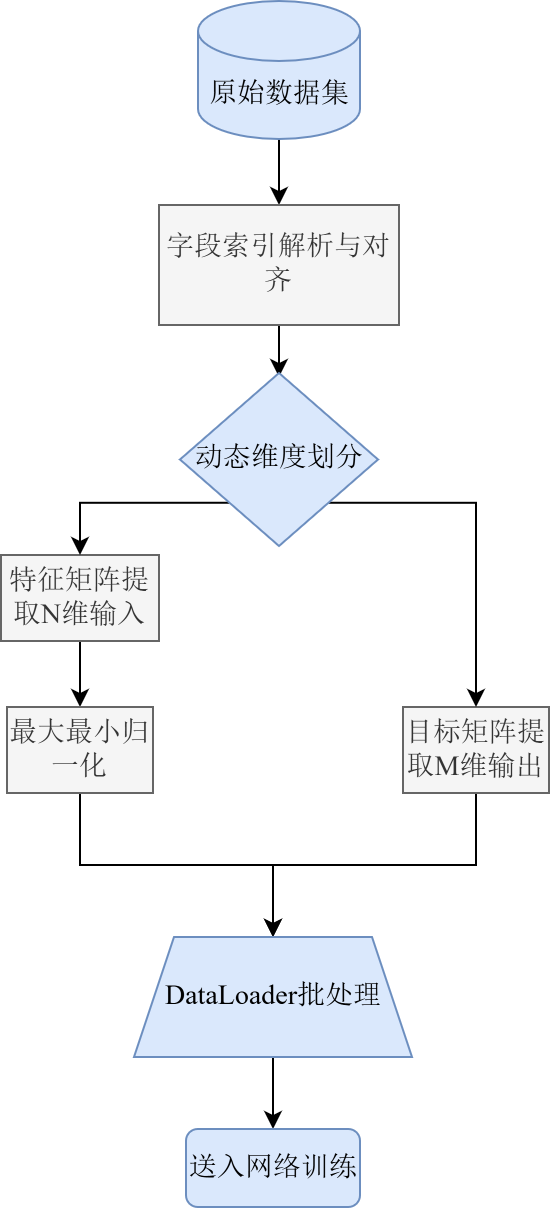 原始数据集
字段索引解析与对
齐
动态维度划分
特征矩阵提
取N维输入
最大最小归
一化
目标矩阵提
取M维输出
DataLoader批处理
送入网络训练